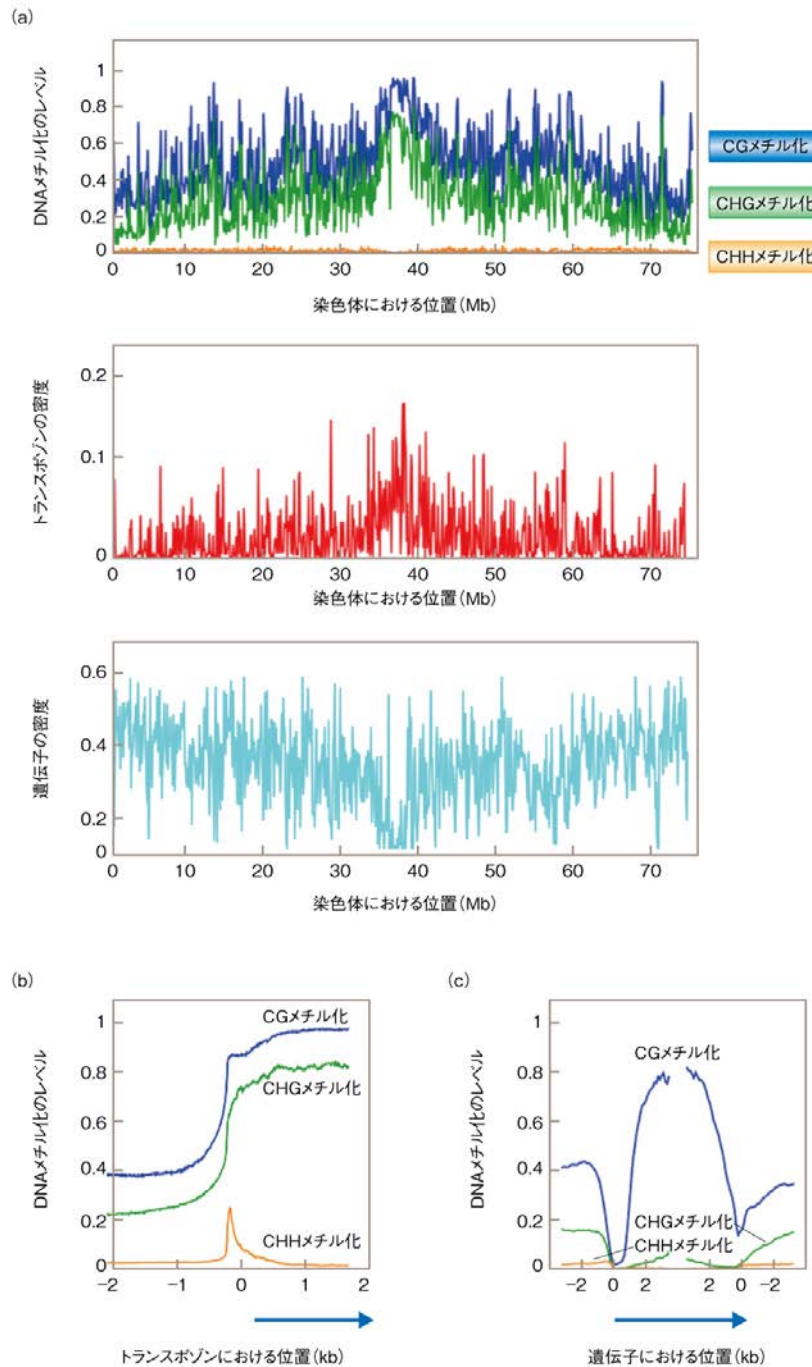 (a)
DNAメチル化のレベル
1
0.8
0.6
0.4
0.2
0
0 10 20 30 40 50 60 70
染色体における位置(Mb)
CGメチル化
CHGメチル化
CHHメチル化
トランスポゾンの密度
0.2
0.1
0
0 10 20 30 40 50 60 70
染色体における位置(Mb)
遺伝子の密度
0.6
0.4
0.2
0
0 10 20 30 40 50 60 70
染色体における位置(Mb)
(b)
DNAメチル化のレベル
1
0.8
0.6
0.4
0.2
0
CGメチル化
CHGメチル化
CHHメチル化
-2 -1 0 1 2
トランスポゾンにおける位置(kb)
(c)
DNAメチル化のレベル
1
0.8
0.6
0.4
0.2
0
CGメチル化
CHGメチル化
CHHメチル化
-2 0 2 2 0 -2
遺伝子における位置(kb)